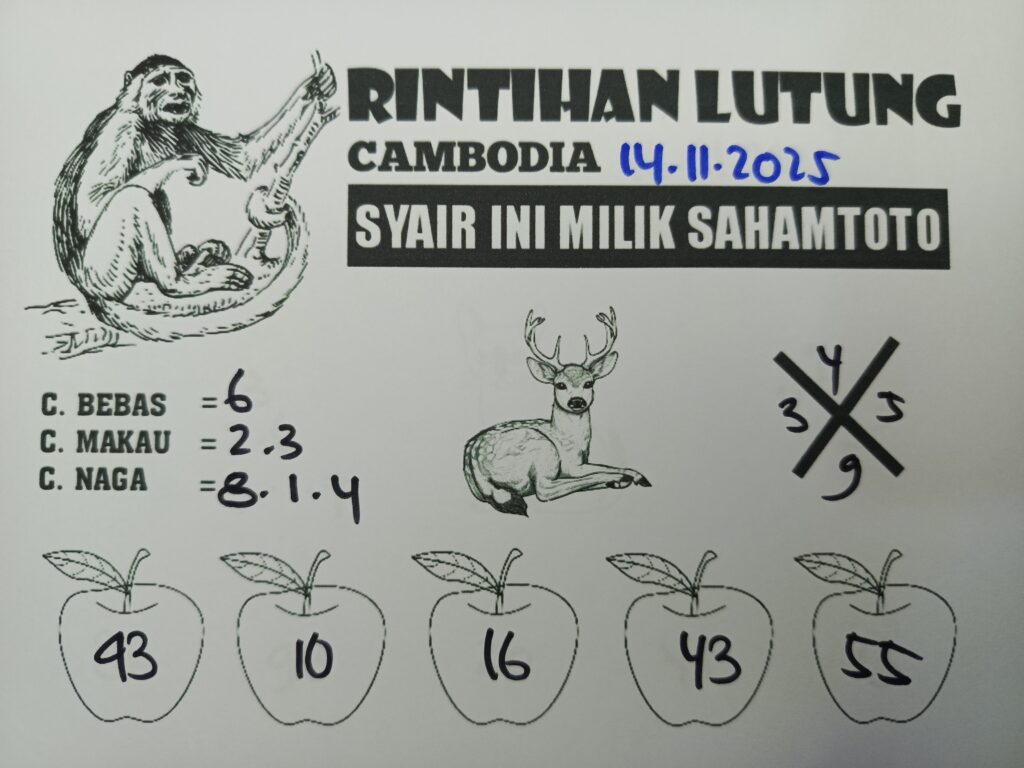 RINTIHAN LUTUNG
CAMBODIA 14.11.2025
SYAIR INI MILIK SAHAMTOTO
C. BEBAS = 6
C. MAKAU = 2.3
C. NAGA = 8.1.4
4
3 5
9
93 10 16 43 55